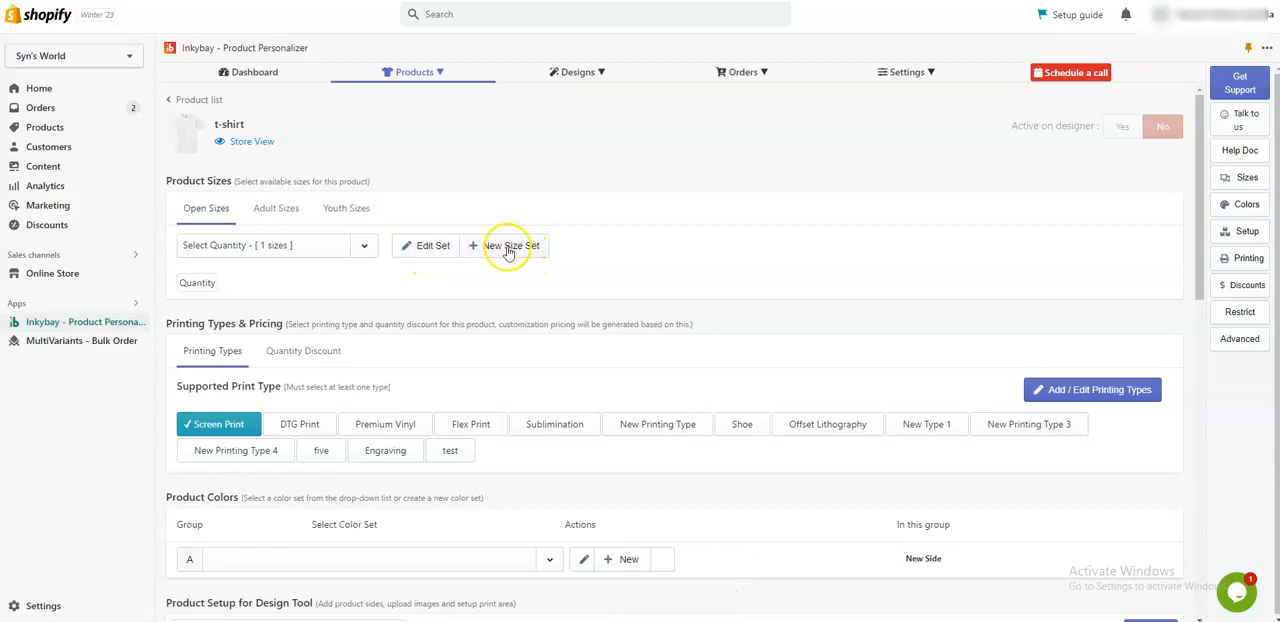 shopify Winter '23
Search
Setup guide
Syn's World
Inkybay - Product Personalizer
Dashboard Products ▼ Designs ▼ Orders ▼ Settings ▼ Schedule a call
Home
Orders 2
Products
Customers
Content
Analytics
Marketing
Discounts
Sales channels
Online Store
Apps
Inkybay - Product Persona...
MultiVariants - Bulk Order
Settings
Product list
t-shirt
Store View
Active on designer : Yes No
Product Sizes (Select available sizes for this product)
Open Sizes Adult Sizes Youth Sizes
Select Quantity - [ 1 sizes ] Edit Set + New Size Set
Quantity
Printing Types & Pricing (Select printing type and quantity discount for this product, customization pricing will be generated based on this.)
Printing Types Quantity Discount
Supported Print Type [Must select at least one type] Add / Edit Printing Types
✓ Screen Print DTG Print Premium Vinyl Flex Print Sublimination New Printing Type Shoe Offset Lithography New Type 1 New Printing Type 3
New Printing Type 4 five Engraving test
Product Colors (Select a color set from the drop-down list or create a new color set)
Group Select Color Set Actions In this group
A + New New Side
Product Setup for Design Tool (Add product sides, upload images and setup print area)
Get
Support
Talk to
us
Help Doc
Sizes
Colors
Setup
Printing
$ Discounts
Restrict
Advanced
Activate Windows
Go to Settings to activate Windows
1